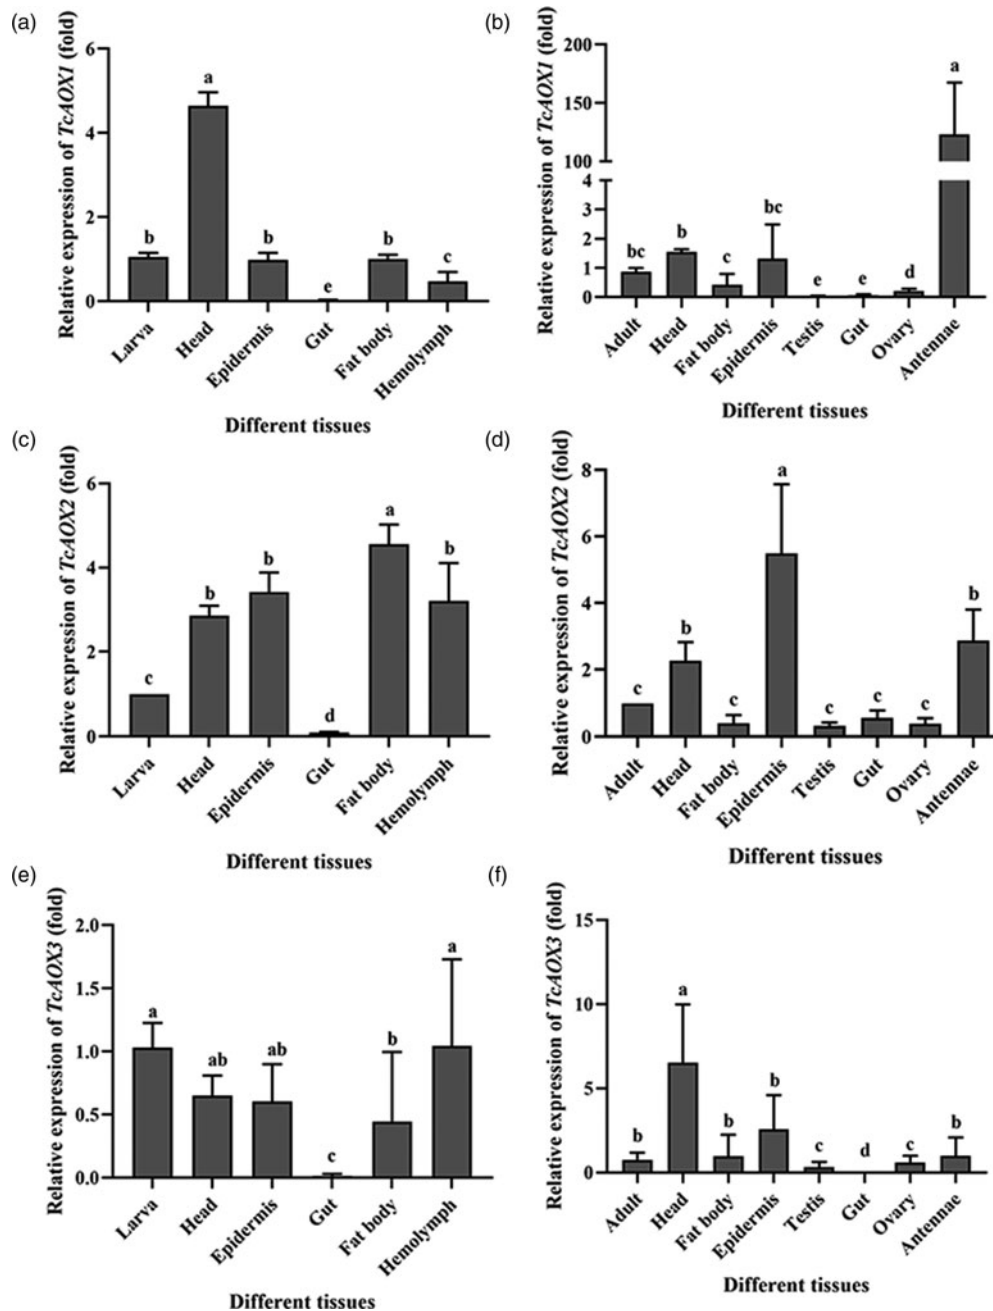 (a)
Relative expression of TcAOX1 (fold)
6
4
2
0
b
a
b
e
b
c
Larva
Head
Epidermis
Gut
Fat body
Hemolymph
Different tissues
(b)
Relative expression of TcAOX1 (fold)
200
150
100
4
3
2
1
0
bc
b
c
bc
e
e
d
a
Adult
Head
Fat body
Epidermis
Testis
Gut
Ovary
Antennae
Different tissues
(c)
Relative expression of TcAOX2 (fold)
6
4
2
0
c
b
b
d
a
b
Larva
Head
Epidermis
Gut
Fat body
Hemolymph
Different tissues
(d)
Relative expression of TcAOX2 (fold)
8
6
4
2
0
c
b
c
a
c
c
c
b
Adult
Head
Fat body
Epidermis
Testis
Gut
Ovary
Antennae
Different tissues
(e)
Relative expression of TcAOX3 (fold)
2.0
1.5
1.0
0.5
0.0
a
ab
ab
c
b
a
Larva
Head
Epidermis
Gut
Fat body
Hemolymph
Different tissues
(f)
Relative expression of TcAOX3 (fold)
15
10
5
0
b
a
b
b
c
d
c
b
Adult
Head
Fat body
Epidermis
Testis
Gut
Ovary
Antennae
Different tissues